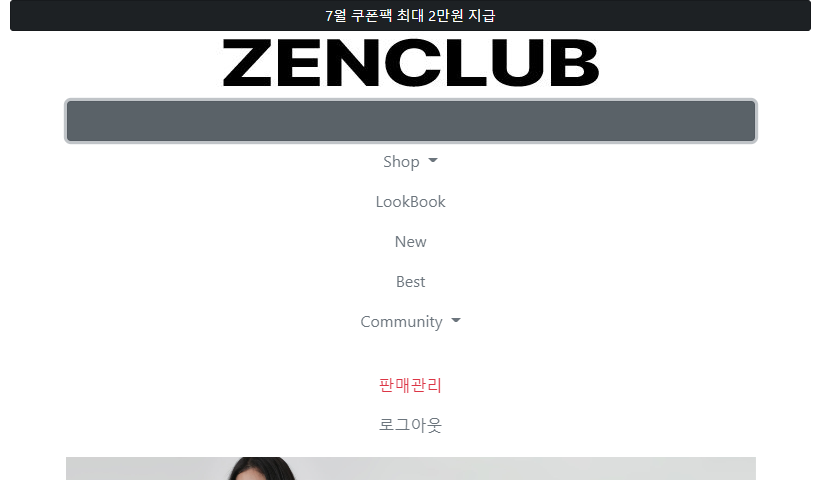 7월 쿠폰팩 최대 2만원 지급
ZENCLUB
Shop
LookBook
New
Best
Community
판매관리
로그아웃